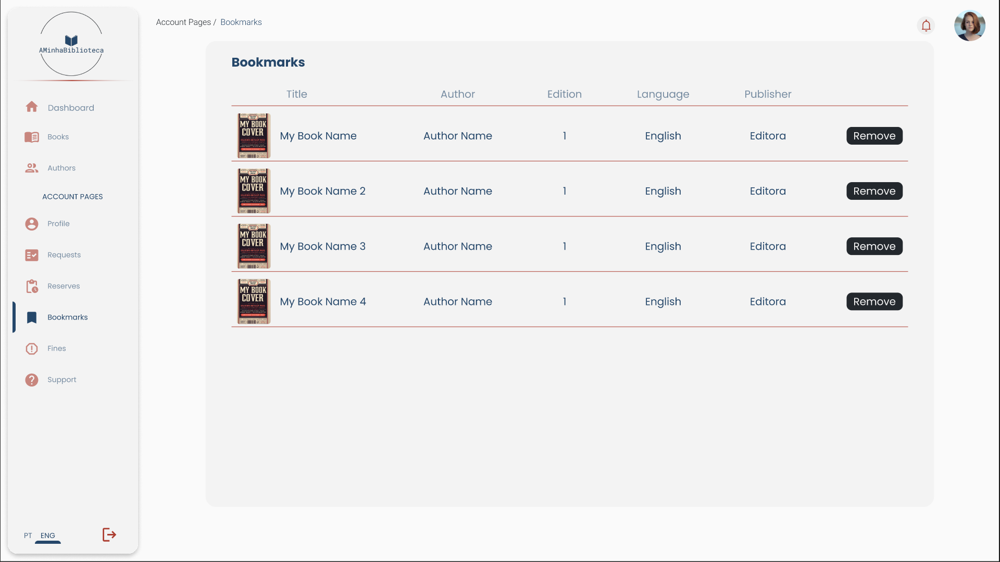 AMinhaBiblioteca
Dashboard
Books
Authors
ACCOUNT PAGES
Profile
Requests
Reserves
Bookmarks
Fines
Support
PT ENG
Account Pages / Bookmarks
Bookmarks
Title Author Edition Language Publisher
MY BOOK
COVER
My Book Name Author Name 1 English Editora Remove
MY BOOK
COVER
My Book Name 2 Author Name 1 English Editora Remove
MY BOOK
COVER
My Book Name 3 Author Name 1 English Editora Remove
MY BOOK
COVER
My Book Name 4 Author Name 1 English Editora Remove